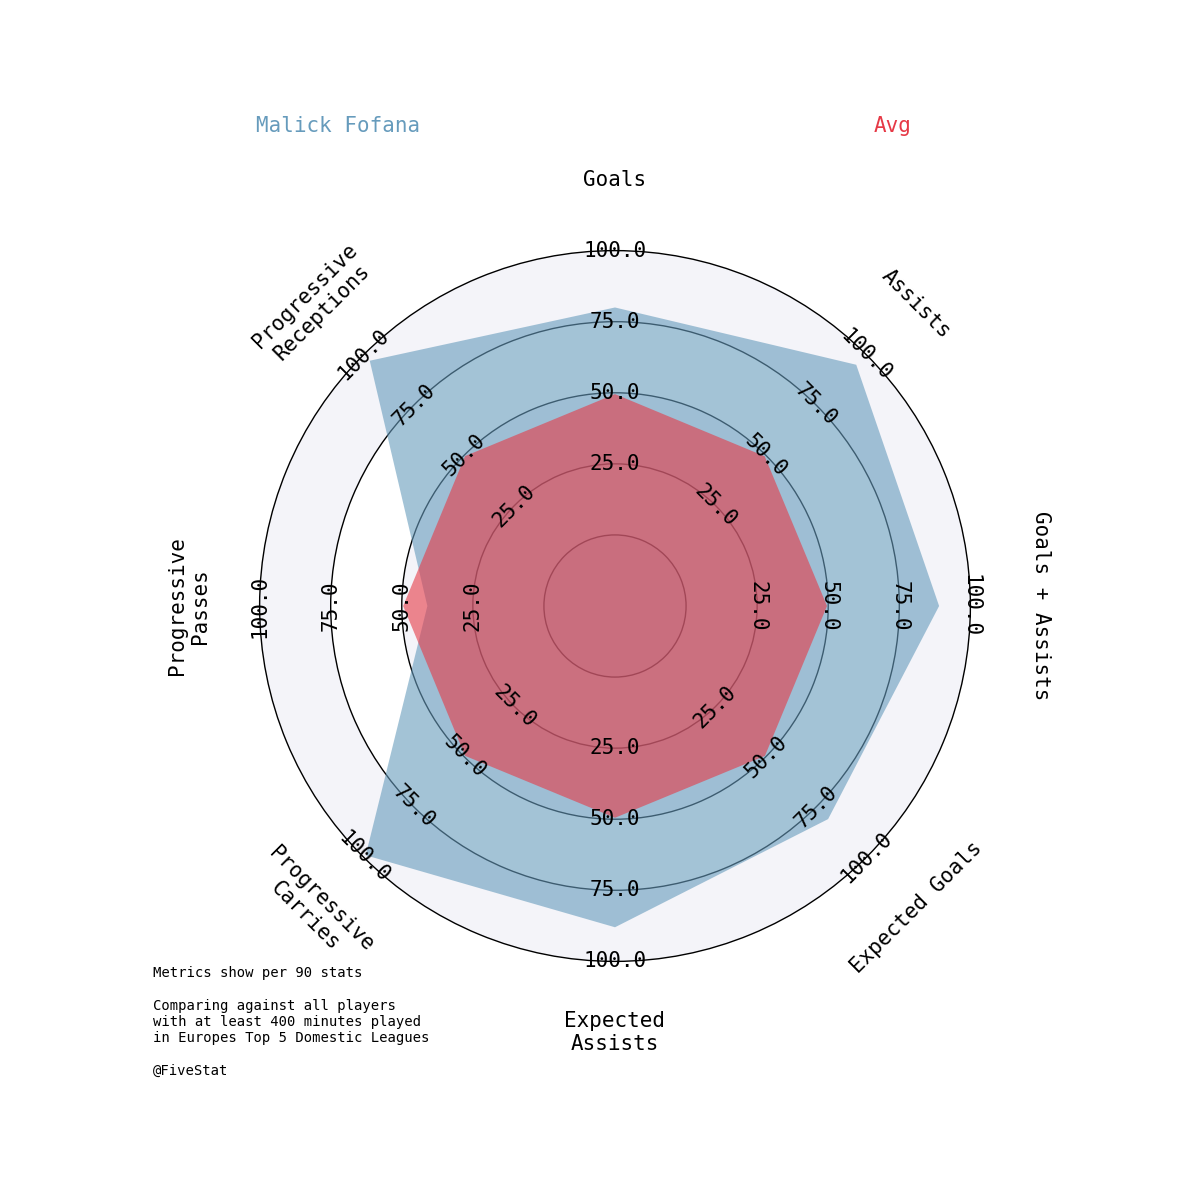 Malick Fofana
Avg
Goals
Assists
Goals + Assists
Expected Goals
Expected
Assists
Progressive
Carries
Progressive
Passes
Progressive
Receptions
25.0
50.0
75.0
100.0
25.0
50.0
75.0
100.0
25.0
50.0
75.0
100.0
25.0
50.0
75.0
100.0
25.0
50.0
75.0
100.0
25.0
50.0
75.0
100.0
25.0
50.0
75.0
100.0
25.0
50.0
75.0
100.0
Metrics show per 90 stats
Comparing against all players
with at least 400 minutes played
in Europes Top 5 Domestic Leagues
@FiveStat